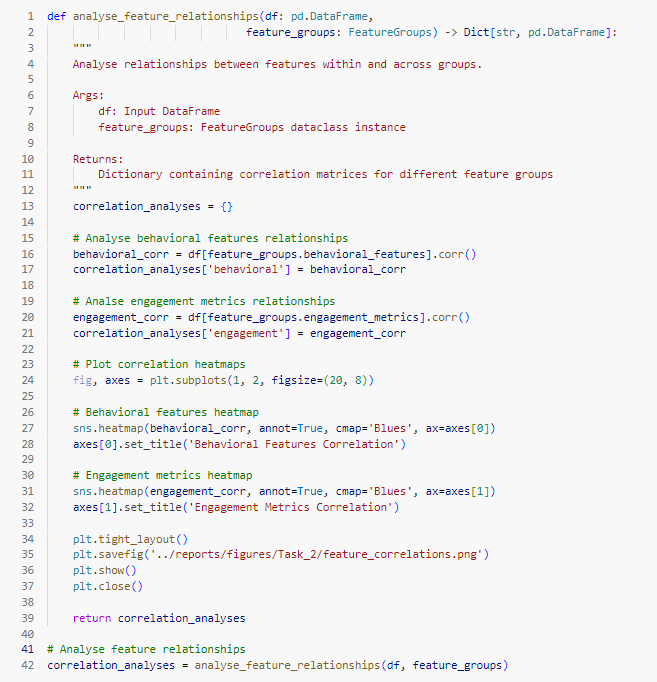 1 def analyse_feature_relationships(df: pd.DataFrame,
2 feature_groups: FeatureGroups) -> Dict[str, pd.DataFrame]:
3 """
4 Analyse relationships between features within and across groups.
5
6 Args:
7 df: Input DataFrame
8 feature_groups: FeatureGroups dataclass instance
9
10 Returns:
11 Dictionary containing correlation matrices for different feature groups
12 """
13 correlation_analyses = {}
14
15 # Analyse behavioral features relationships
16 behavioral_corr = df[feature_groups.behavioral_features].corr()
17 correlation_analyses['behavioral'] = behavioral_corr
18
19 # Analse engagement metrics relationships
20 engagement_corr = df[feature_groups.engagement_metrics].corr()
21 correlation_analyses['engagement'] = engagement_corr
22
23 # Plot correlation heatmaps
24 fig, axes = plt.subplots(1, 2, figsize=(20, 8))
25
26 # Behavioral features heatmap
27 sns.heatmap(behavioral_corr, annot=True, cmap='Blues', ax=axes[0])
28 axes[0].set_title('Behavioral Features Correlation')
29
30 # Engagement metrics heatmap
31 sns.heatmap(engagement_corr, annot=True, cmap='Blues', ax=axes[1])
32 axes[1].set_title('Engagement Metrics Correlation')
33
34 plt.tight_layout()
35 plt.savefig('../reports/figures/Task_2/feature_correlations.png')
36 plt.show()
37 plt.close()
38
39 return correlation_analyses
40
41 # Analyse feature relationships
42 correlation_analyses = analyse_feature_relationships(df, feature_groups)